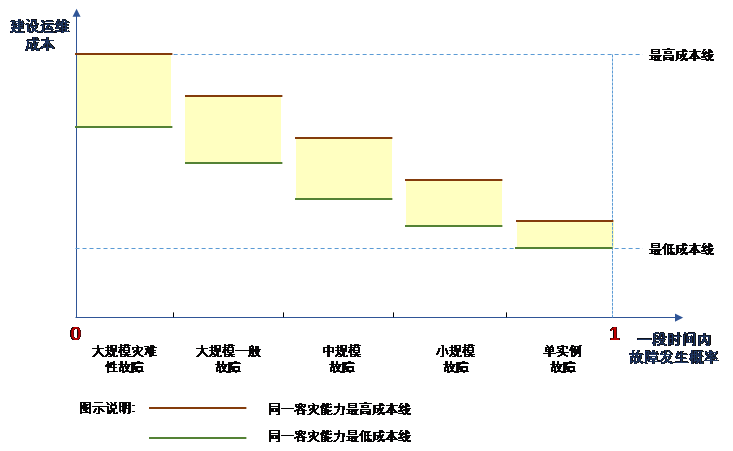 建设运维
成本
最高成本线
最低成本线
0
1
一段时间内
故障发生概率
大规模灾难
性故障
大规模一般
故障
中规模
故障
小规模
故障
单实例
故障
图示说明:
同一容灾能力最高成本线
同一容灾能力最低成本线